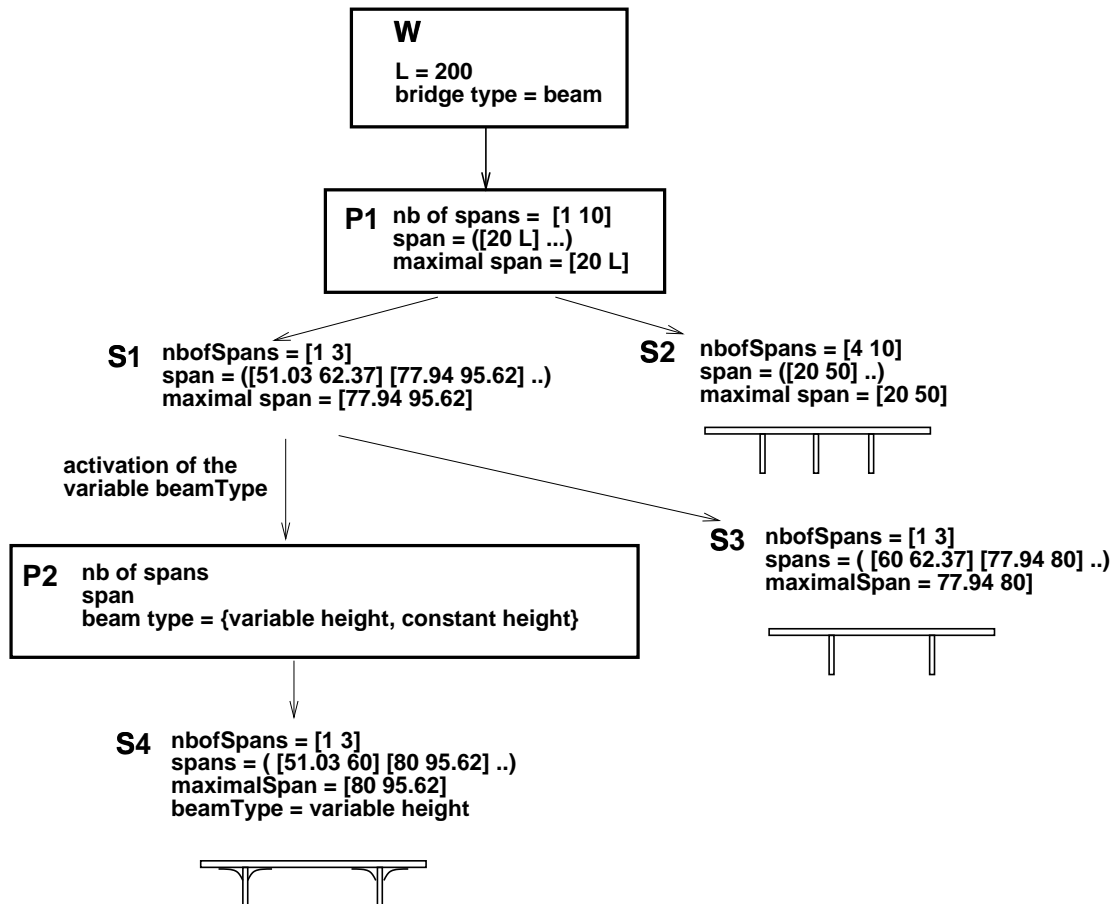 W
L = 200
bridge type = beam
P1 nb of spans = [1 10]
span = ([20 L] ...)
maximal span = [20 L]
S1 nbofSpans = [1 3]
span = ([51.03 62.37] [77.94 95.62] ..)
maximal span = [77.94 95.62]
S2 nbofSpans = [4 10]
span = ([20 50] ..)
maximal span = [20 50]
activation of the
variable beamType
S3 nbofSpans = [1 3]
spans = ( [60 62.37] [77.94 80] ..)
maximalSpan = 77.94 80]
P2 nb of spans
span
beam type = {variable height, constant height}
S4 nbofSpans = [1 3]
spans = ( [51.03 60] [80 95.62] ..)
maximalSpan = [80 95.62]
beamType = variable height